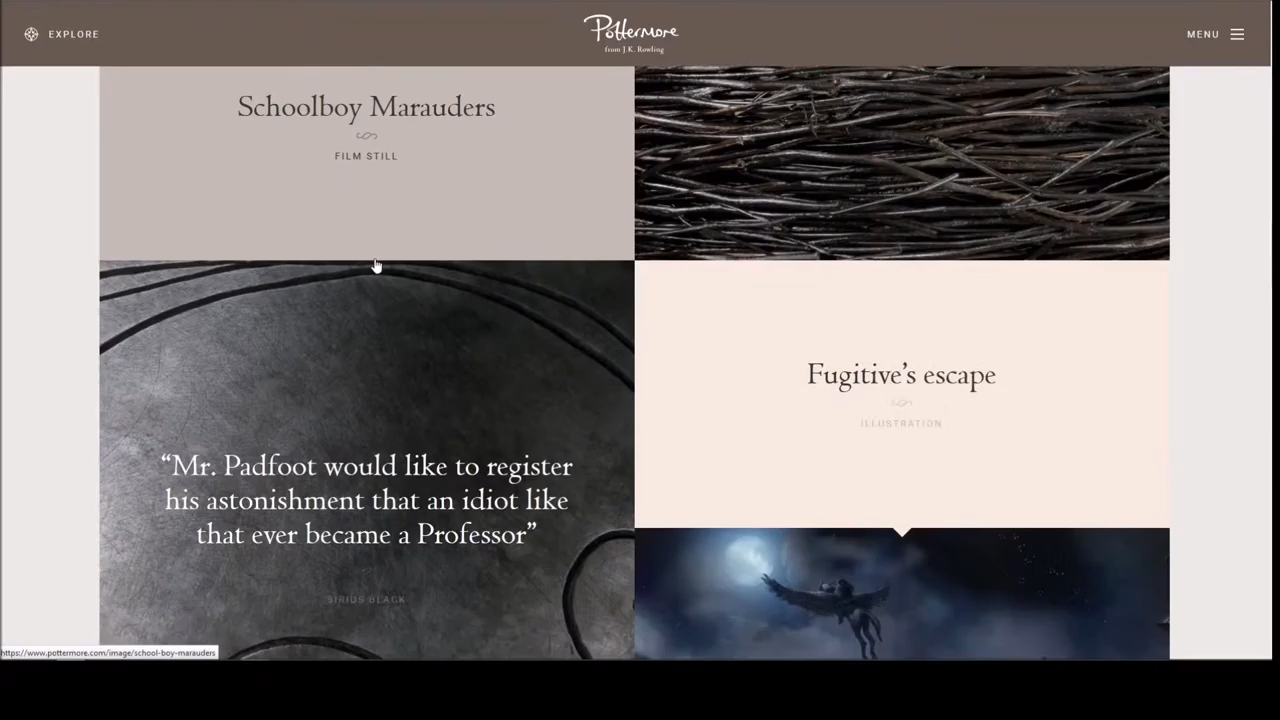 EXPLORE
Pottermore
from J.K. Rowling
MENU
Schoolboy Marauders
FILM STILL
Fugitive’s escape
ILLUSTRATION
“Mr. Padfoot would like to register
his astonishment that an idiot like
that ever became a Professor”
SIRIUS BLACK
https://www.pottermore.com/image/school-boy-marauders